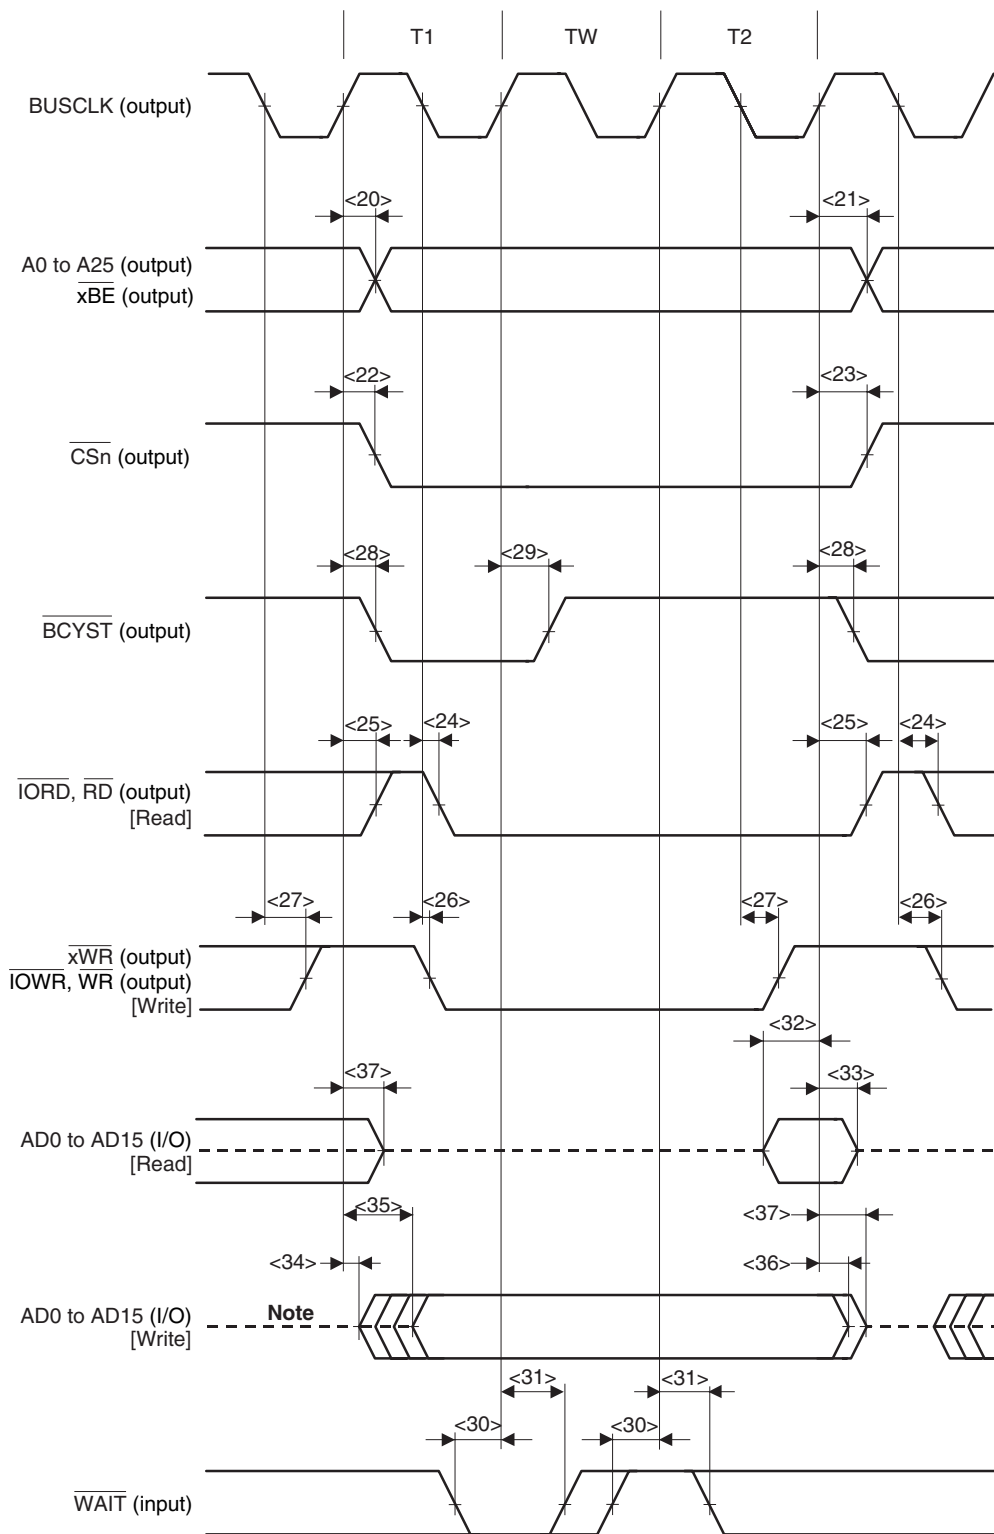 T1 TW T2
BUSCLK (output)
<20> <21>
A0 to A25 (output)
xBE (output)
<22> <23>
CSn (output)
<28> <29> <28>
BCYST (output)
<25> <24> <25> <24>
IORD, RD (output)
[Read]
<27> <26> <27> <26>
xWR (output)
IOWR, WR (output)
[Write]
<32>
<37> <33>
AD0 to AD15 (I/O)
[Read]
<35> <37>
<34> <36>
Note
AD0 to AD15 (I/O)
[Write]
<31> <31>
<30> <30>
WAIT (input)